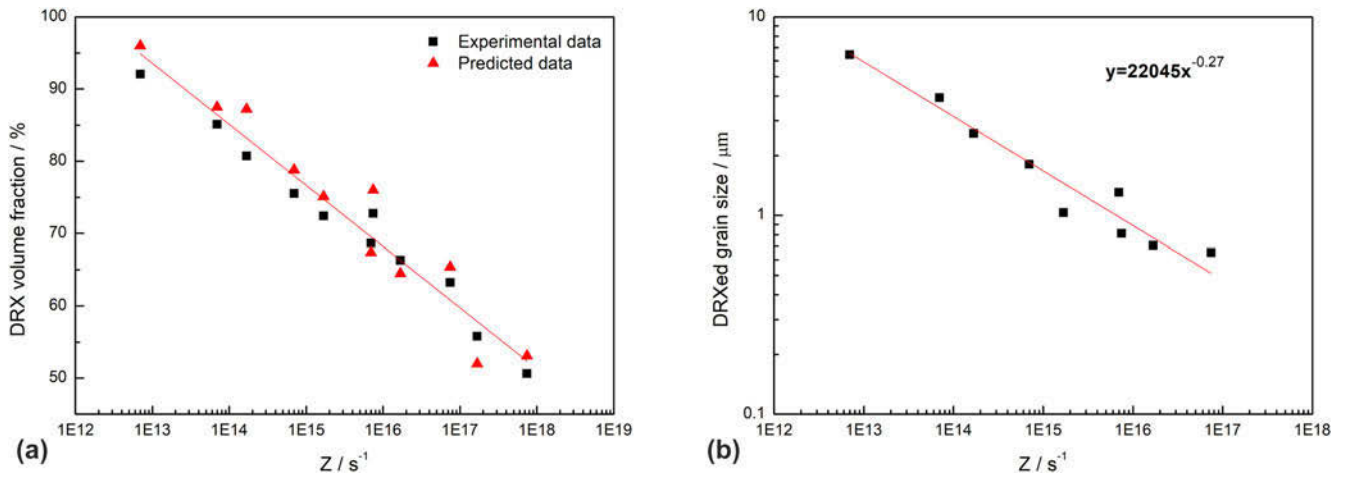 100
90
80
70
60
50
DRX volume fraction / %
Experimental data
Predicted data
1E12 1E13 1E14 1E15 1E16 1E17 1E18 1E19
Z / s⁻¹
(a)
10
1
0.1
DRXed grain size / μm
y=22045x⁻⁰·²⁷
1E12 1E13 1E14 1E15 1E16 1E17 1E18
Z / s⁻¹
(b)